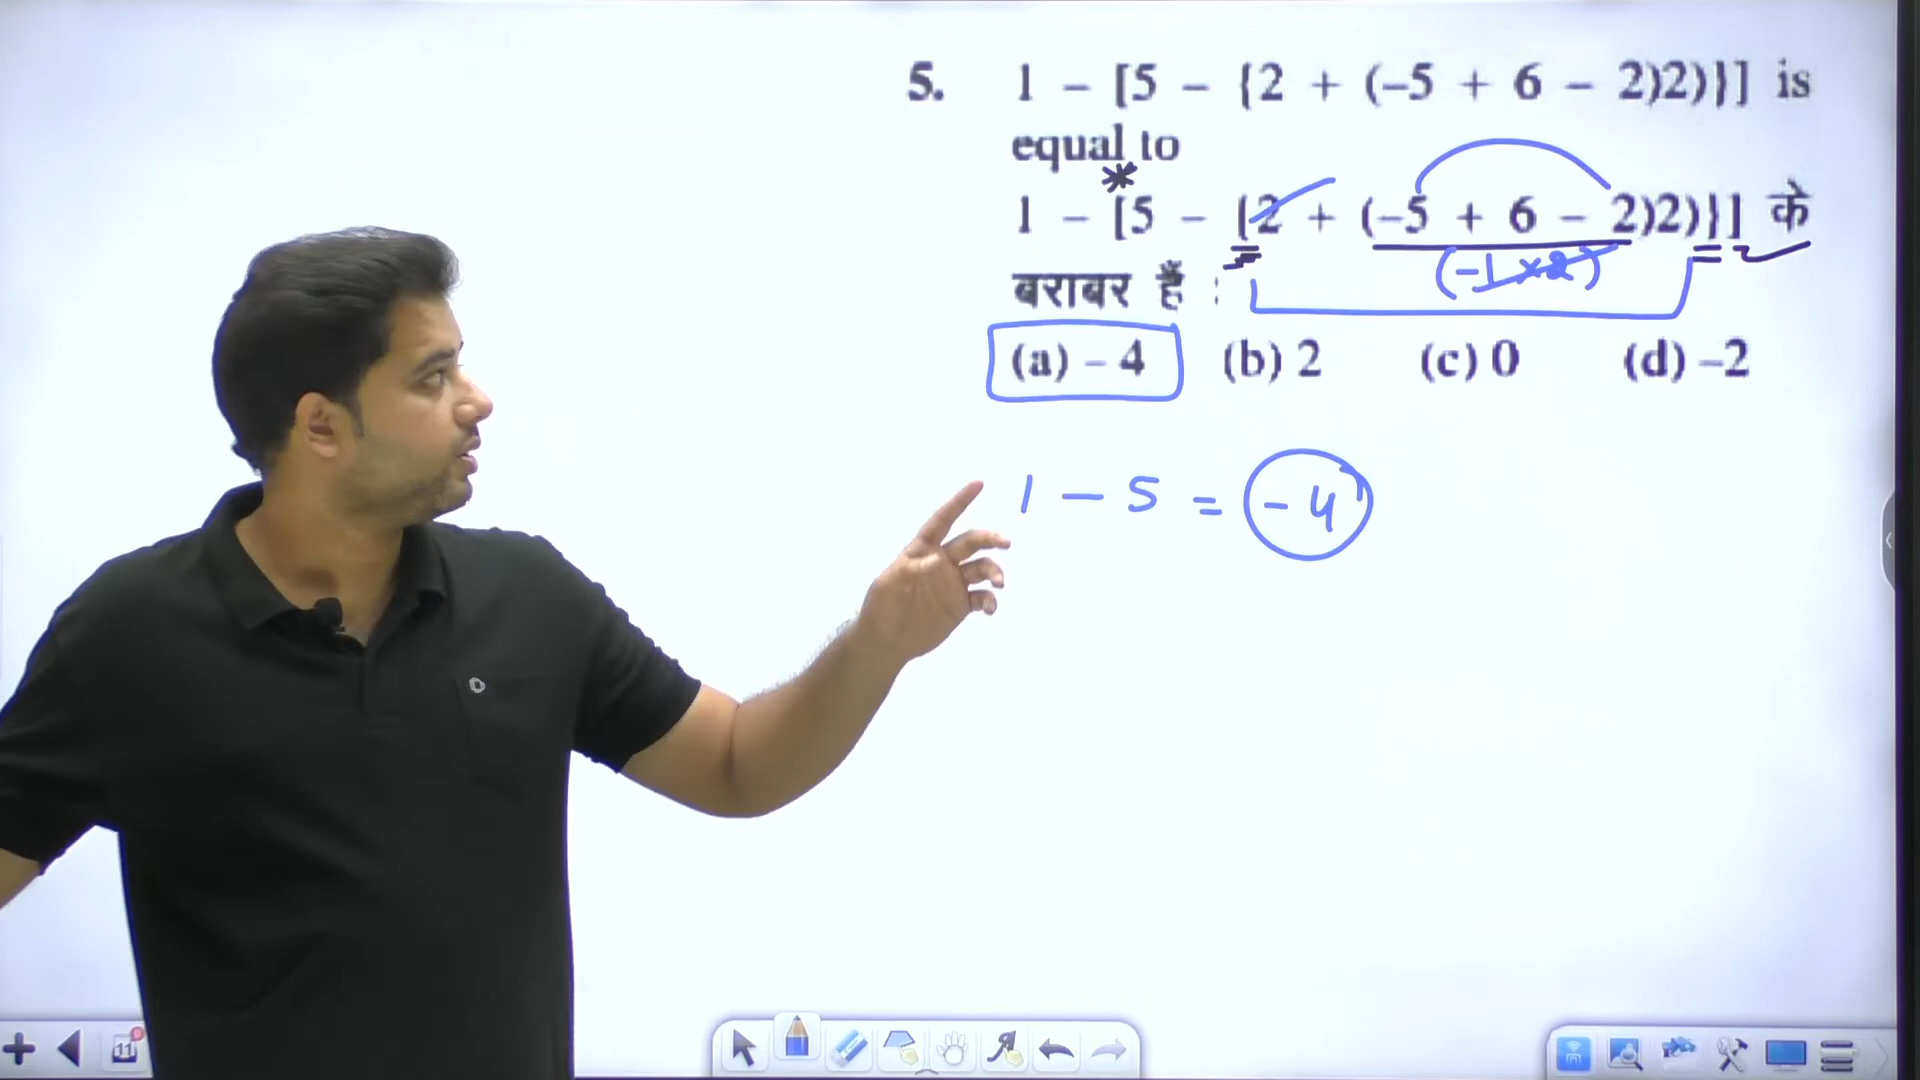 5. 1 – [5 – {2 + (–5 + 6 – 2)2)}] is
equal to
1 – [5 – {2 + (–5 + 6 – 2)2)}] के
(-1 × 2)
बराबर हैं :
(a) – 4 (b) 2 (c) 0 (d) –2
1 – 5 = – 4
11